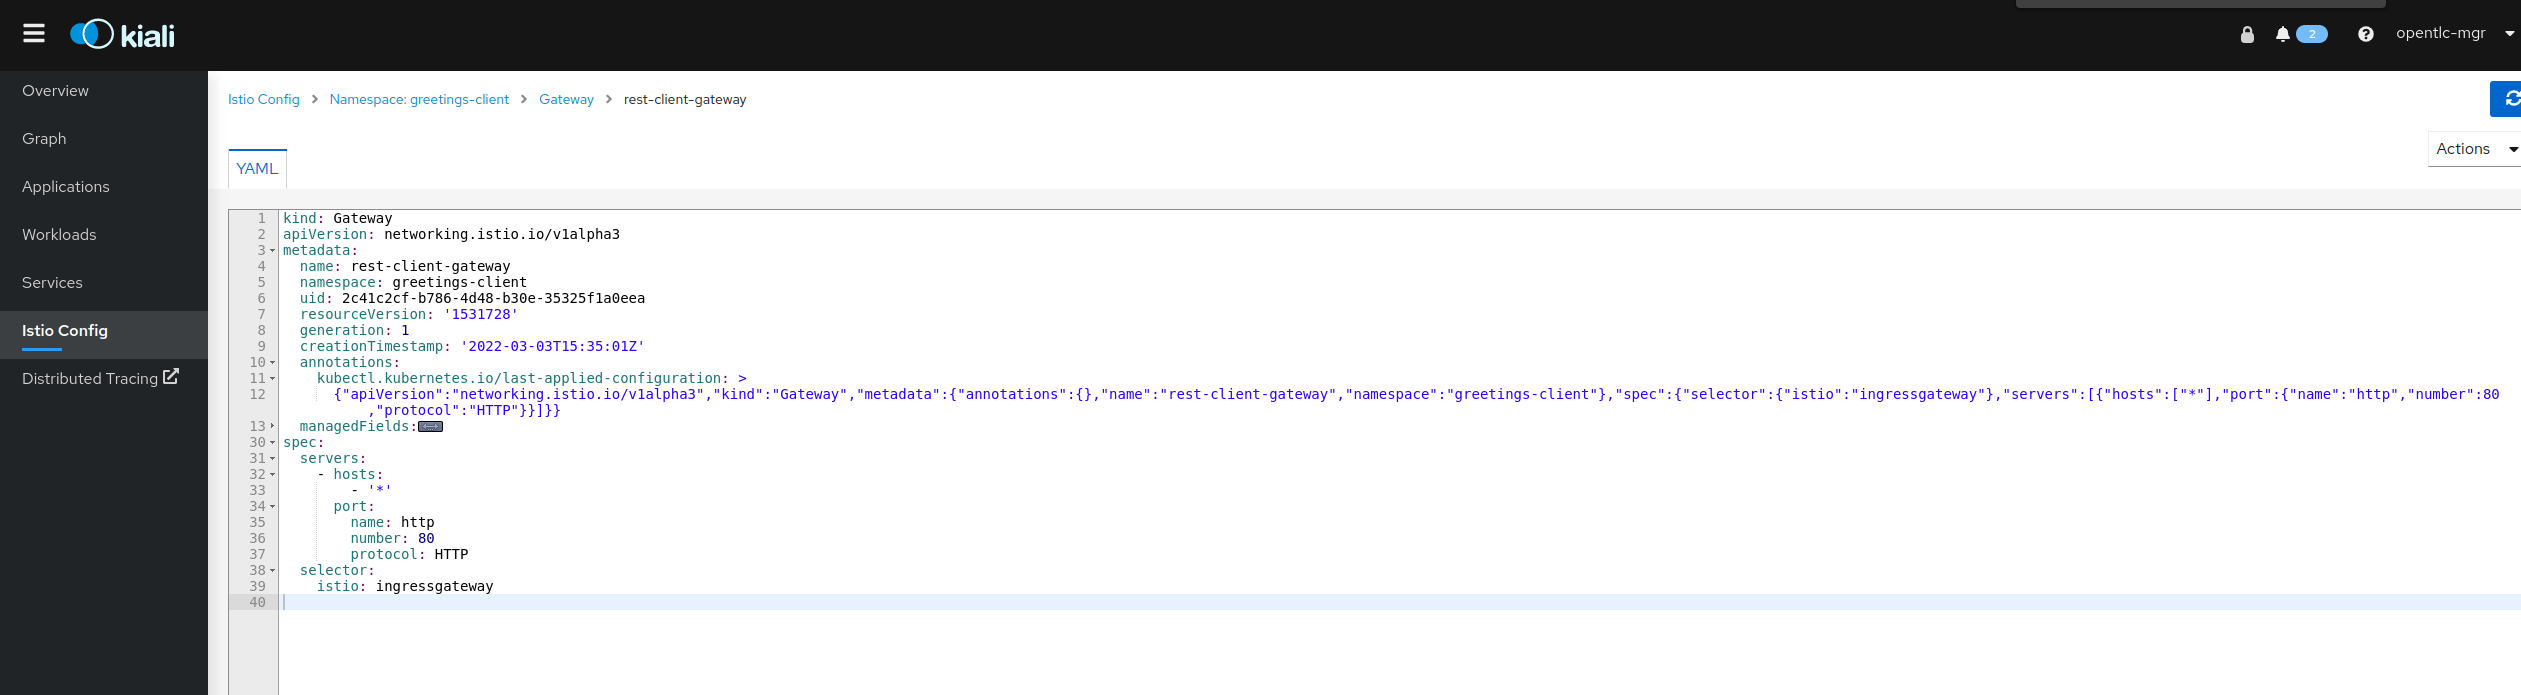 kiali
2
opentlc-mgr
Overview
Graph
Applications
Workloads
Services
Istio Config
Distributed Tracing
Istio Config > Namespace: greetings-client > Gateway > rest-client-gateway
Actions
YAML
1 kind: Gateway
2 apiVersion: networking.istio.io/v1alpha3
3 metadata:
4 name: rest-client-gateway
5 namespace: greetings-client
6 uid: 2c41c2cf-b786-4d48-b30e-35325f1a0eea
7 resourceVersion: '1531728'
8 generation: 1
9 creationTimestamp: '2022-03-03T15:35:01Z'
10 annotations:
11 kubectl.kubernetes.io/last-applied-configuration: >
12 {"apiVersion":"networking.istio.io/v1alpha3","kind":"Gateway","metadata":{"annotations":{},"name":"rest-client-gateway","namespace":"greetings-client"},"spec":{"selector":{"istio":"ingressgateway"},"servers":[{"hosts":["*"],"port":{"name":"http","number":80
,"protocol":"HTTP"}}]}}
13 managedFields:
30 spec:
31 servers:
32 - hosts:
33 - '*'
34 port:
35 name: http
36 number: 80
37 protocol: HTTP
38 selector:
39 istio: ingressgateway
40